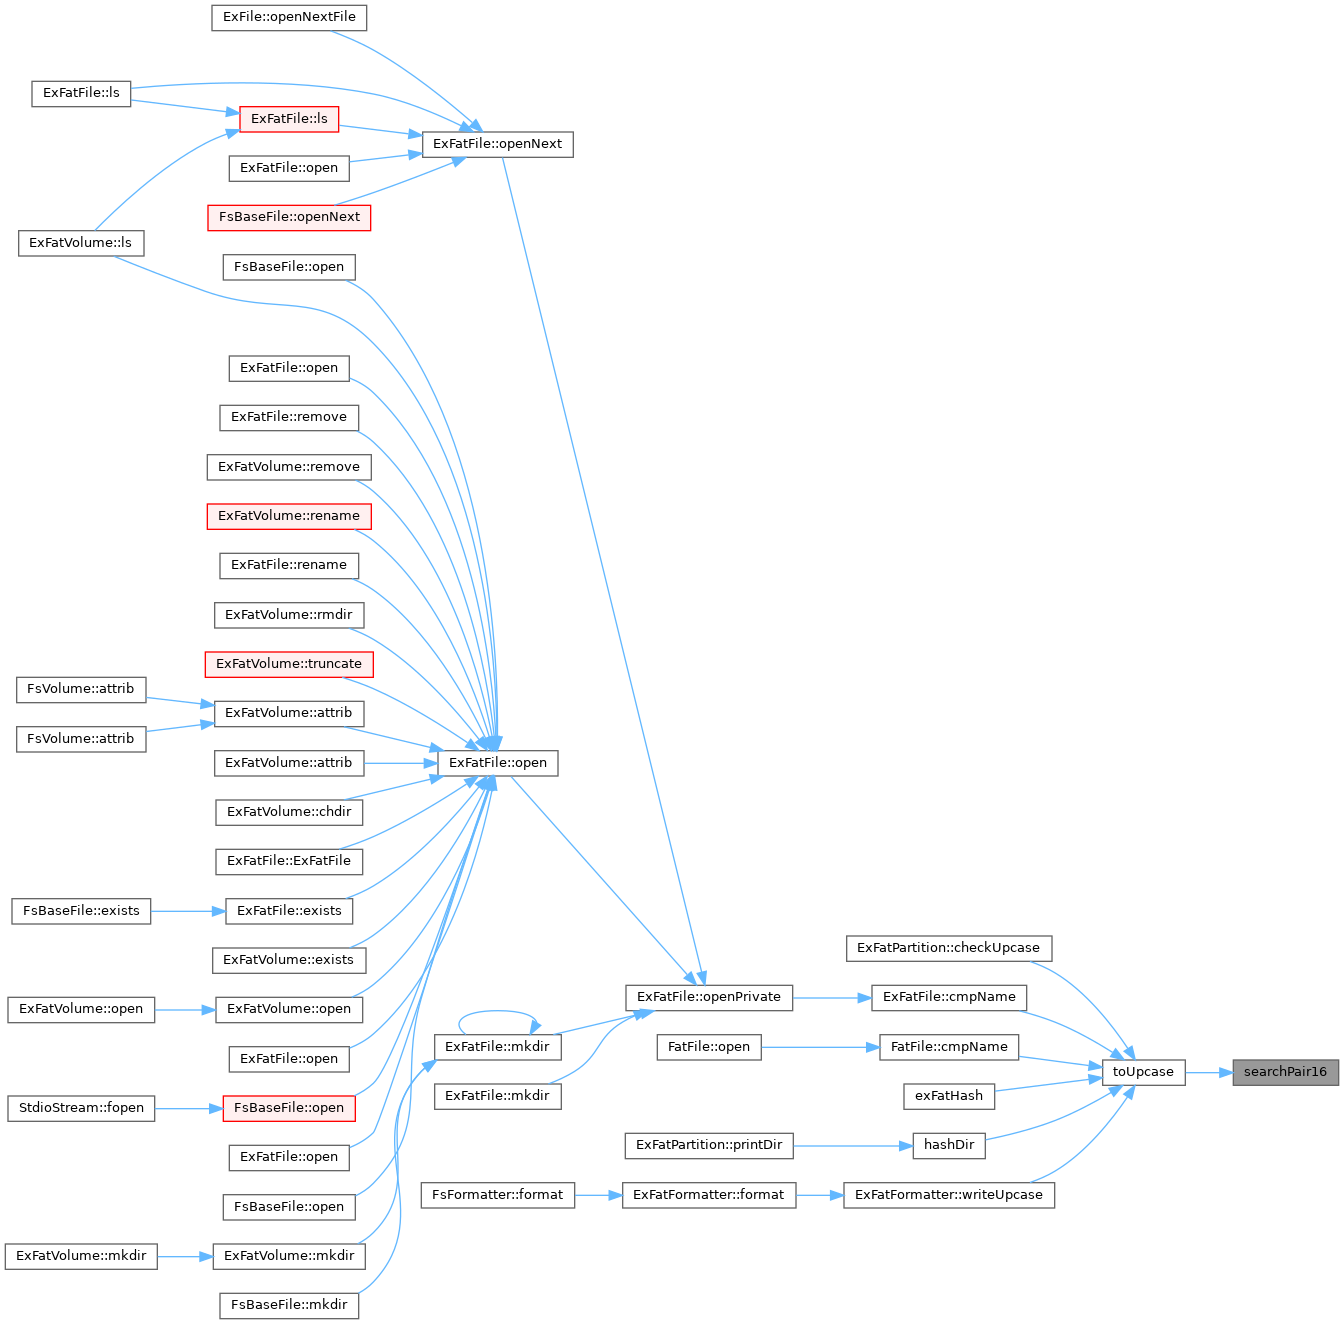 ExFile::openNextFile
ExFatFile::ls
ExFatFile::ls
ExFatFile::openNext
ExFatFile::open
FsBaseFile::openNext
ExFatVolume::ls
FsBaseFile::open
ExFatFile::open
ExFatFile::remove
ExFatVolume::remove
ExFatVolume::rename
ExFatFile::rename
ExFatVolume::rmdir
ExFatVolume::truncate
FsVolume::attrib
ExFatVolume::attrib
FsVolume::attrib
ExFatVolume::attrib
ExFatFile::open
ExFatVolume::chdir
ExFatFile::ExFatFile
FsBaseFile::exists
ExFatFile::exists
ExFatPartition::checkUpcase
ExFatVolume::exists
ExFatFile::openPrivate
ExFatFile::cmpName
ExFatVolume::open
ExFatVolume::open
ExFatFile::mkdir
FatFile::open
FatFile::cmpName
ExFatFile::open
toUpcase
searchPair16
ExFatFile::mkdir
exFatHash
StdioStream::fopen
FsBaseFile::open
ExFatPartition::printDir
hashDir
ExFatFile::open
FsFormatter::format
ExFatFormatter::format
ExFatFormatter::writeUpcase
FsBaseFile::open
ExFatVolume::mkdir
ExFatVolume::mkdir
FsBaseFile::mkdir